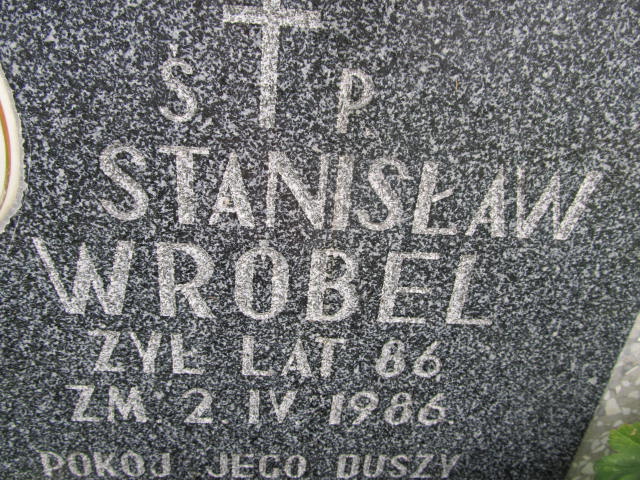 Ś P
STANISŁAW
WRÓBEL
ŻYŁ LAT 86
ZM. 2 IV 1986
POKÓJ JEGO DUSZY